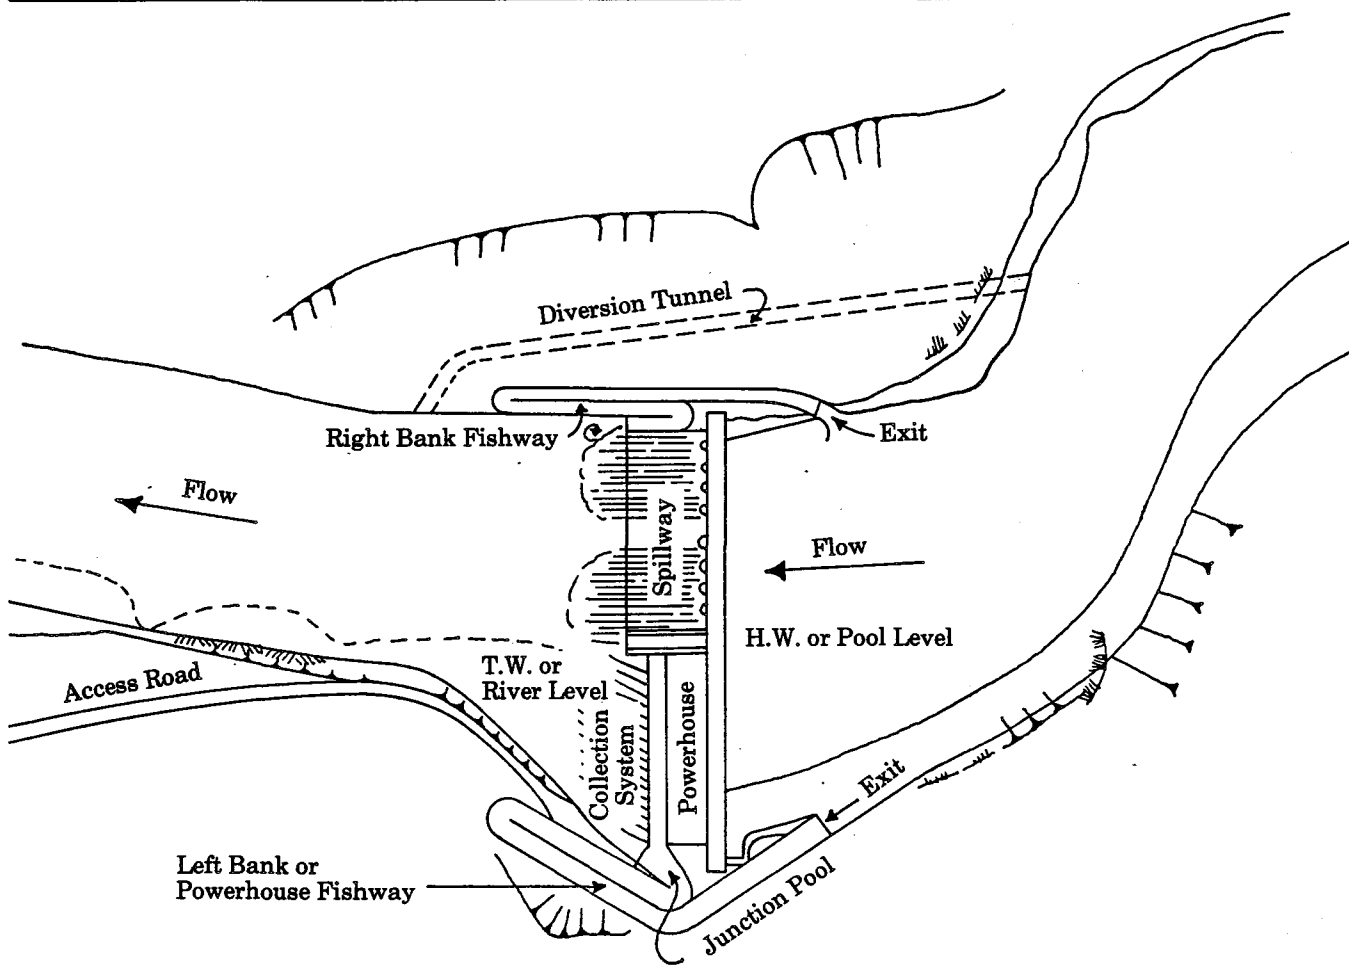 Diversion Tunnel
Right Bank Fishway
Exit
Flow
Spillway
Flow
H.W. or Pool Level
T.W. or
River Level
Access Road
Collection
System
Powerhouse
Exit
Left Bank or
Powerhouse Fishway
Junction Pool